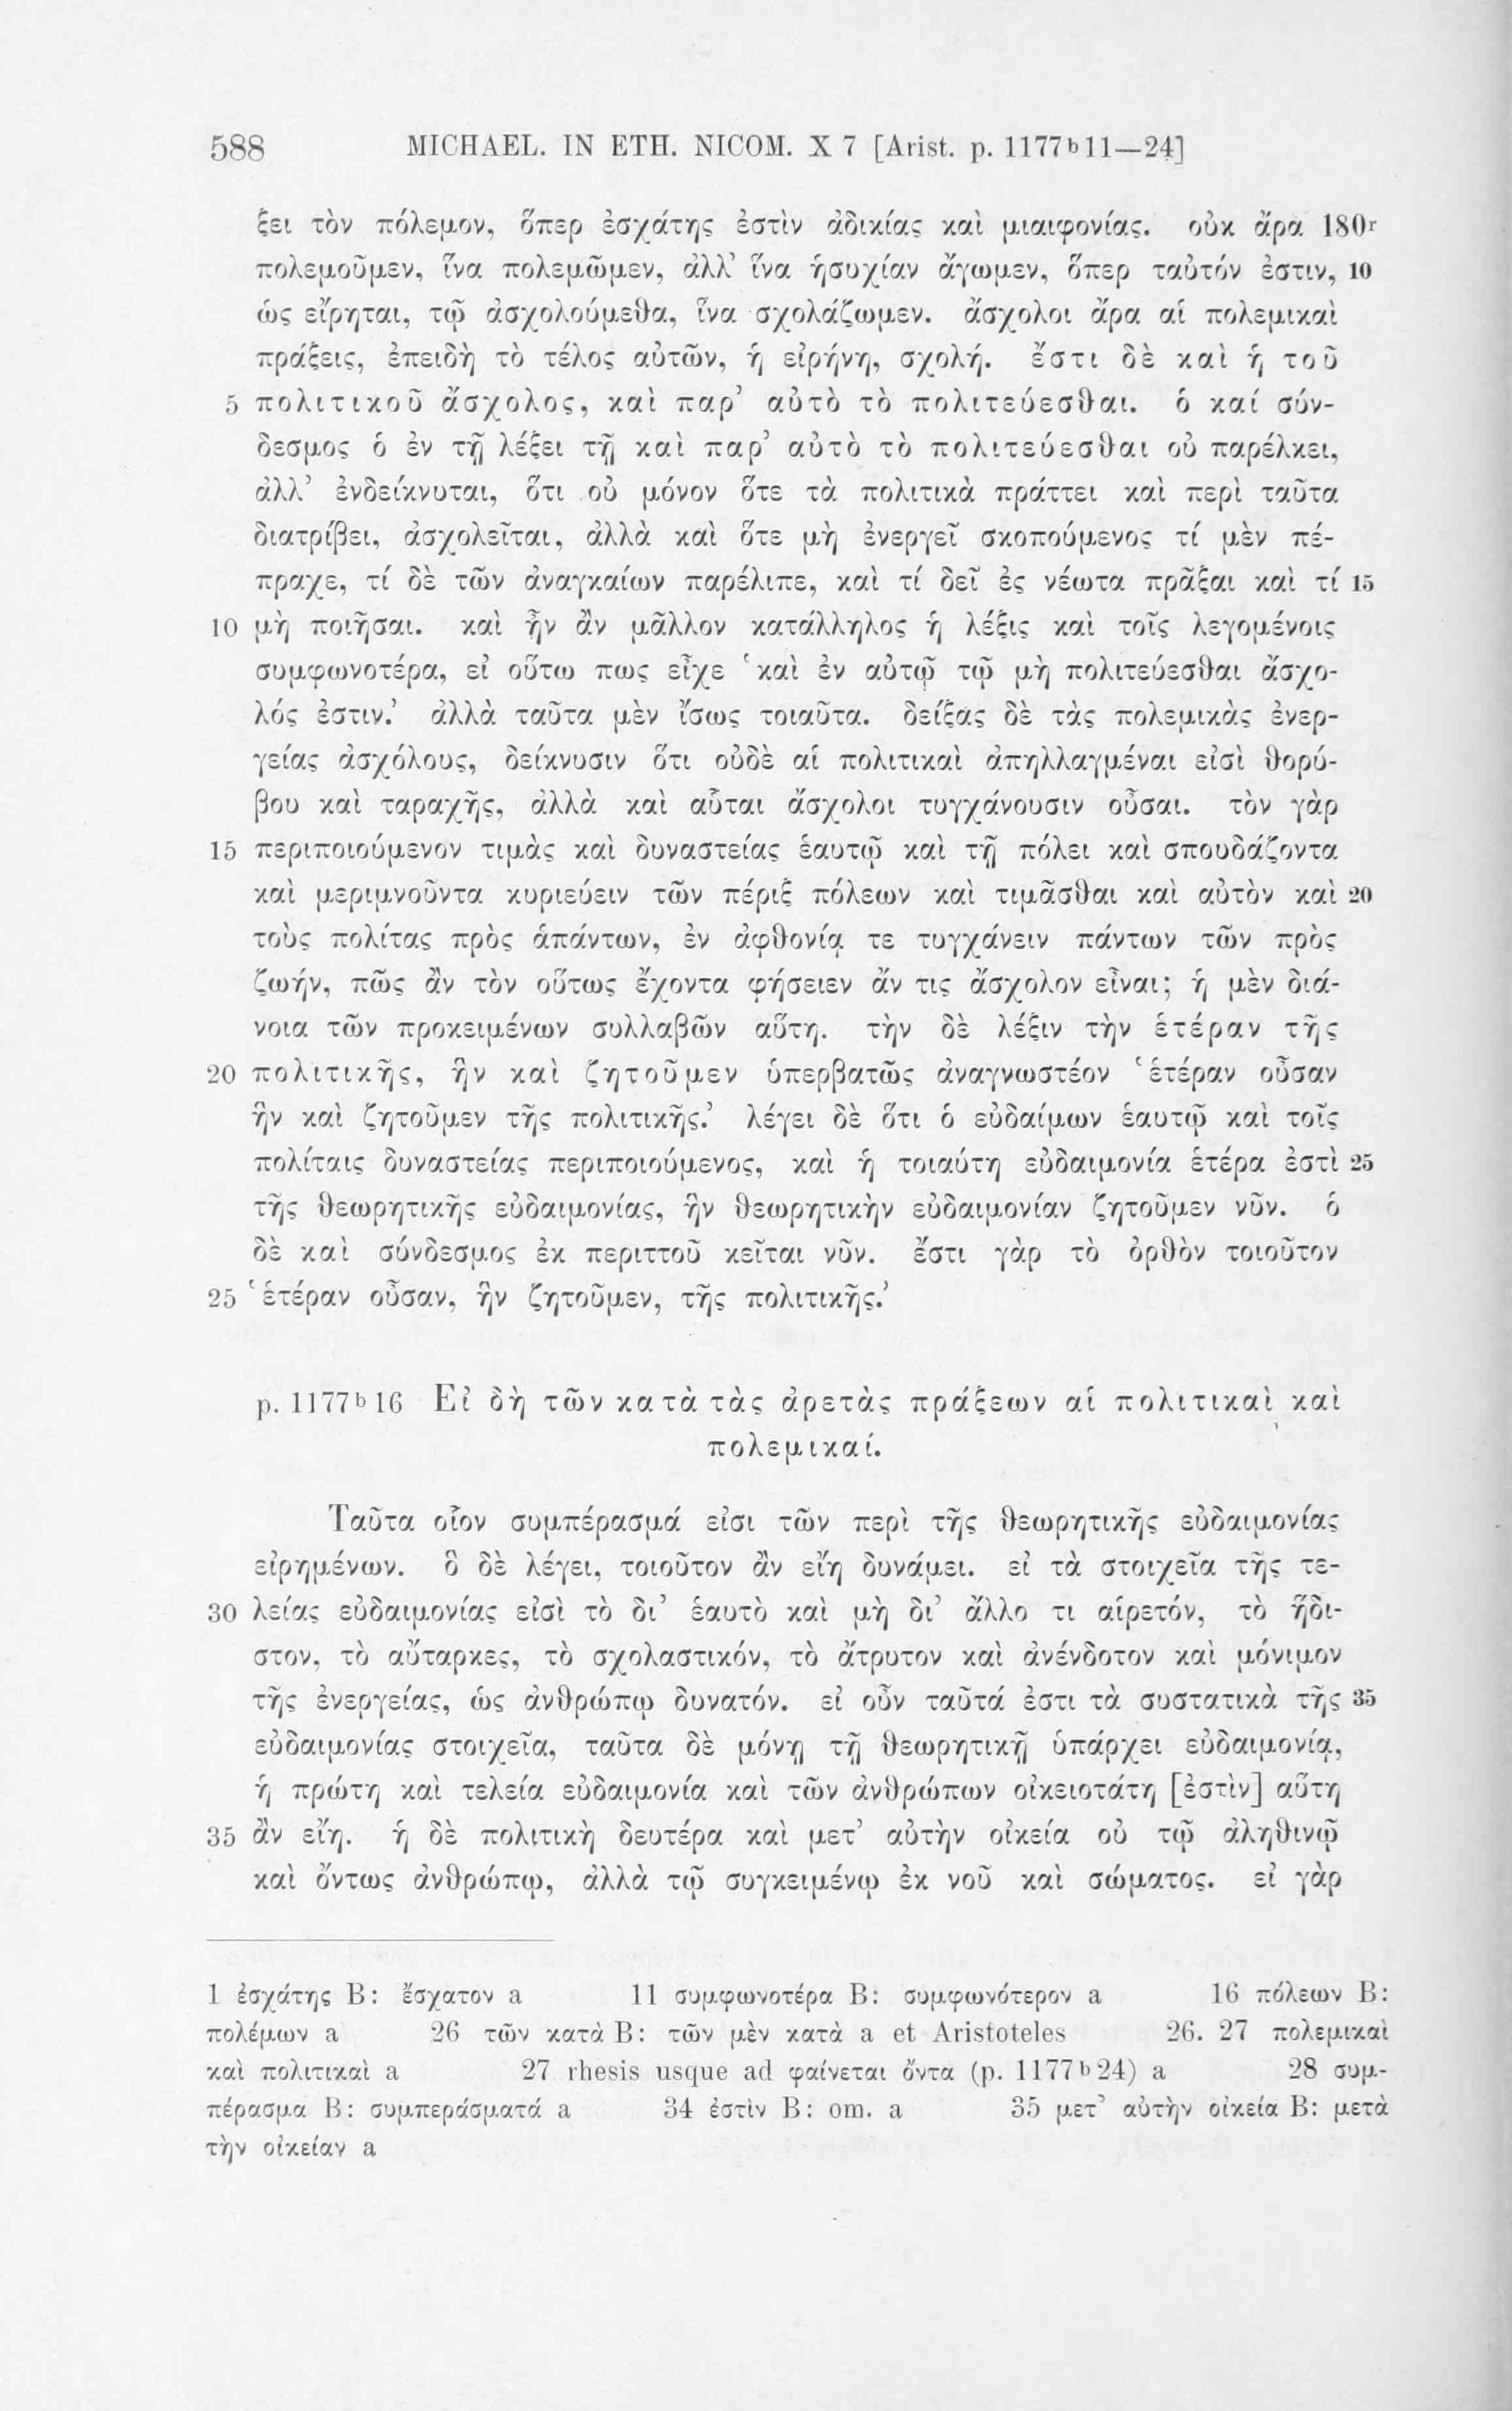 588 MICHAEL. IN ETH. NICOM. X 7 [Arist. p. 1177ᵇ11—24]
ξει τὸν πόλεμον, ὅπερ ἐσχάτης ἐστὶν ἀδικίας καὶ μιαιφονίας. οὐκ ἄρα 180ʳ
πολεμοῦμεν, ἵνα πολεμῶμεν, ἀλλ’ ἵνα ἡσυχίαν ἄγωμεν, ὅπερ ταὐτόν ἐστιν, 10
ὡς εἴρηται, τῷ ἀσχολούμεθα, ἵνα σχολάζωμεν. ἄσχολοι ἄρα αἱ πολεμικαὶ
πράξεις, ἐπειδὴ τὸ τέλος αὐτῶν, ἡ εἰρήνη, σχολή. ἔστι δὲ καὶ ἡ τοῦ
5 πολιτικοῦ ἄσχολος, καὶ παρ’ αὐτὸ τὸ πολιτεύεσθαι. ὁ καί σύν-
δεσμος ὁ ἐν τῇ λέξει τῇ καὶ παρ’ αὐτὸ τὸ πολιτεύεσθαι οὐ παρέλκει,
ἀλλ’ ἐνδείκνυται, ὅτι οὐ μόνον ὅτε τὰ πολιτικὰ πράττει καὶ περὶ ταῦτα
διατρίβει, ἀσχολεῖται, ἀλλὰ καὶ ὅτε μὴ ἐνεργεῖ σκοπούμενος τί μὲν πέ-
πραχε, τί δὲ τῶν ἀναγκαίων παρέλιπε, καὶ τί δεῖ ἐς νέωτα πρᾶξαι καὶ τί 15
10 μὴ ποιῆσαι. καὶ ἦν ἂν μᾶλλον κατάλληλος ἡ λέξις καὶ τοῖς λεγομένοις
συμφωνοτέρα, εἰ οὕτω πως εἶχε ‘καὶ ἐν αὐτῷ τῷ μὴ πολιτεύεσθαι ἄσχο-
λός ἐστιν.’ ἀλλὰ ταῦτα μὲν ἴσως τοιαῦτα. δείξας δὲ τὰς πολεμικὰς ἐνερ-
γείας ἀσχόλους, δείκνυσιν ὅτι οὐδὲ αἱ πολιτικαὶ ἀπηλλαγμέναι εἰσὶ θορύ-
βου καὶ ταραχῆς, ἀλλὰ καὶ αὗται ἄσχολοι τυγχάνουσιν οὖσαι. τὸν γὰρ
15 περιποιούμενον τιμὰς καὶ δυναστείας ἑαυτῷ καὶ τῇ πόλει καὶ σπουδάζοντα
καὶ μεριμνοῦντα κυριεύειν τῶν πέριξ πόλεων καὶ τιμᾶσθαι καὶ αὐτὸν καὶ 20
τοὺς πολίτας πρὸς ἁπάντων, ἐν ἀφθονίᾳ τε τυγχάνειν πάντων τῶν πρὸς
ζωήν, πῶς ἂν τὸν οὕτως ἔχοντα φήσειεν ἄν τις ἄσχολον εἶναι; ἡ μὲν διά-
νοια τῶν προκειμένων συλλαβῶν αὕτη. τὴν δὲ λέξιν τὴν ἑτέραν τῆς
20 πολιτικῆς, ἣν καὶ ζητοῦμεν ὑπερβατῶς ἀναγνωστέον ‘ἑτέραν οὖσαν
ἣν καὶ ζητοῦμεν τῆς πολιτικῆς.’ λέγει δὲ ὅτι ὁ εὐδαίμων ἑαυτῷ καὶ τοῖς
πολίταις δυναστείας περιποιούμενος, καὶ ἡ τοιαύτη εὐδαιμονία ἑτέρα ἐστὶ 25
τῆς θεωρητικῆς εὐδαιμονίας, ἣν θεωρητικὴν εὐδαιμονίαν ζητοῦμεν νῦν. ὁ
δὲ καὶ σύνδεσμος ἐκ περιττοῦ κεῖται νῦν. ἔστι γὰρ τὸ ὀρθὸν τοιοῦτον
25 ‘ἑτέραν οὖσαν, ἣν ζητοῦμεν, τῆς πολιτικῆς.’
p. 1177ᵇ16 Εἰ δὴ τῶν κατὰ τὰς ἀρετὰς πράξεων αἱ πολιτικαὶ καὶ
πολεμικαί.
Ταῦτα οἷον συμπέρασμά εἰσι τῶν περὶ τῆς θεωρητικῆς εὐδαιμονίας
εἰρημένων. ὃ δὲ λέγει, τοιοῦτον ἂν εἴη δυνάμει. εἰ τὰ στοιχεῖα τῆς τε-
30 λείας εὐδαιμονίας εἰσὶ τὸ δι’ ἑαυτὸ καὶ μὴ δι’ ἄλλο τι αἱρετόν, τὸ ἥδι-
στον, τὸ αὔταρκες, τὸ σχολαστικόν, τὸ ἄτρυτον καὶ ἀνένδοτον καὶ μόνιμον
τῆς ἐνεργείας, ὡς ἀνθρώπῳ δυνατόν. εἰ οὖν ταῦτά ἐστι τὰ συστατικὰ τῆς 35
εὐδαιμονίας στοιχεῖα, ταῦτα δὲ μόνῃ τῇ θεωρητικῇ ὑπάρχει εὐδαιμονίᾳ,
ἡ πρώτη καὶ τελεία εὐδαιμονία καὶ τῶν ἀνθρώπων οἰκειοτάτη [ἐστὶν] αὕτη
35 ἂν εἴη. ἡ δὲ πολιτικὴ δευτέρα καὶ μετ’ αὐτὴν οἰκεία οὐ τῷ ἀληθινῷ
καὶ ὄντως ἀνθρώπῳ, ἀλλὰ τῷ συγκειμένῳ ἐκ νοῦ καὶ σώματος. εἰ γὰρ
1 ἐσχάτης B: ἔσχατον a 11 συμφωνοτέρα B: συμφωνότερον a 16 πόλεων B:
πολέμων a 26 τῶν κατὰ B: τῶν μὲν κατὰ a et Aristoteles 26. 27 πολεμικαὶ
καὶ πολιτικαὶ a 27 rhesis usque ad φαίνεται ὄντα (p. 1177ᵇ24) a 28 συμ-
πέρασμα B: συμπεράσματά a 34 ἐστὶν B: om. a 35 μετ’ αὐτὴν οἰκεία B: μετὰ
τὴν οἰκείαν a